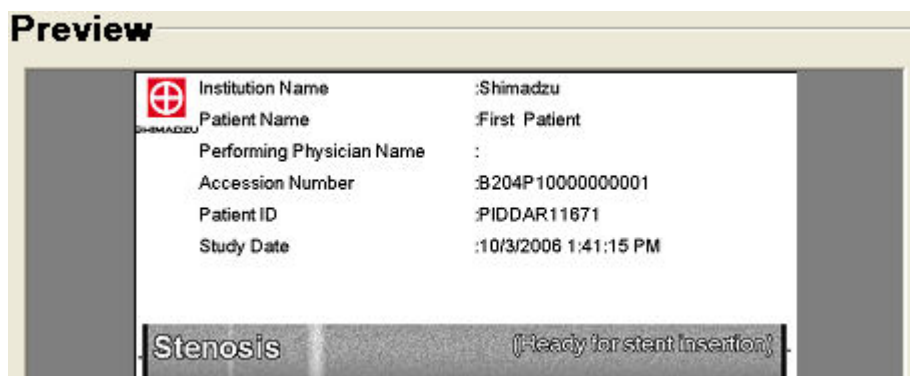 Preview
Institution Name :Shimadzu
SHIMADZU
Patient Name :First Patient
Performing Physician Name :
Accession Number :B204P10000000001
Patient ID :PIDDAR11671
Study Date :10/3/2006 1:41:15 PM
Stenosis (Ready for stent insertion)